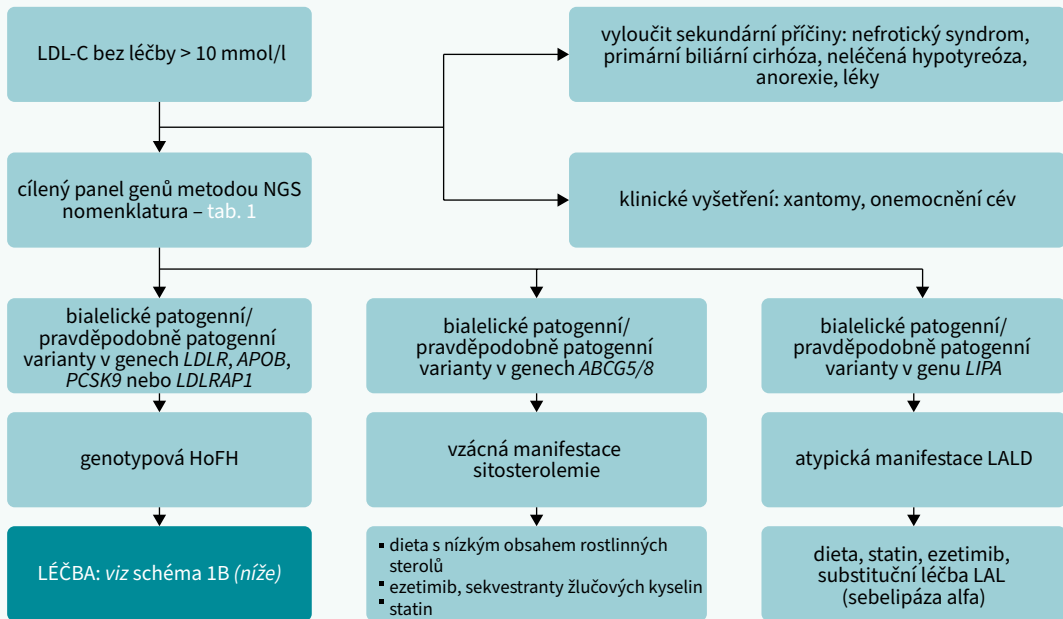 LDL-C bez léčby > 10 mmol/l
vyloučit sekundární příčiny: nefrotický syndrom,
primární biliární cirhóza, neléčená hypotyreóza,
anorexie, léky
cílený panel genů metodou NGS
nomenklatura – tab. 1
klinické vyšetření: xantomy, onemocnění cév
bialelické patogenní/
pravděpodobně patogenní
varianty v genech LDLR, APOB,
PCSK9 nebo LDLRAP1
bialelické patogenní/
pravděpodobně patogenní
varianty v genech ABCG5/8
bialelické patogenní/
pravděpodobně patogenní
varianty v genu LIPA
genotypová HoFH
vzácná manifestace
sitosterolemie
atypická manifestace LALD
LÉČBA: viz schéma 1B (níže)
▪ dieta s nízkým obsahem rostlinných
sterolů
▪ ezetimib, sekvestranty žlučových kyselin
▪ statin
dieta, statin, ezetimib,
substituční léčba LAL
(sebelipáza alfa)